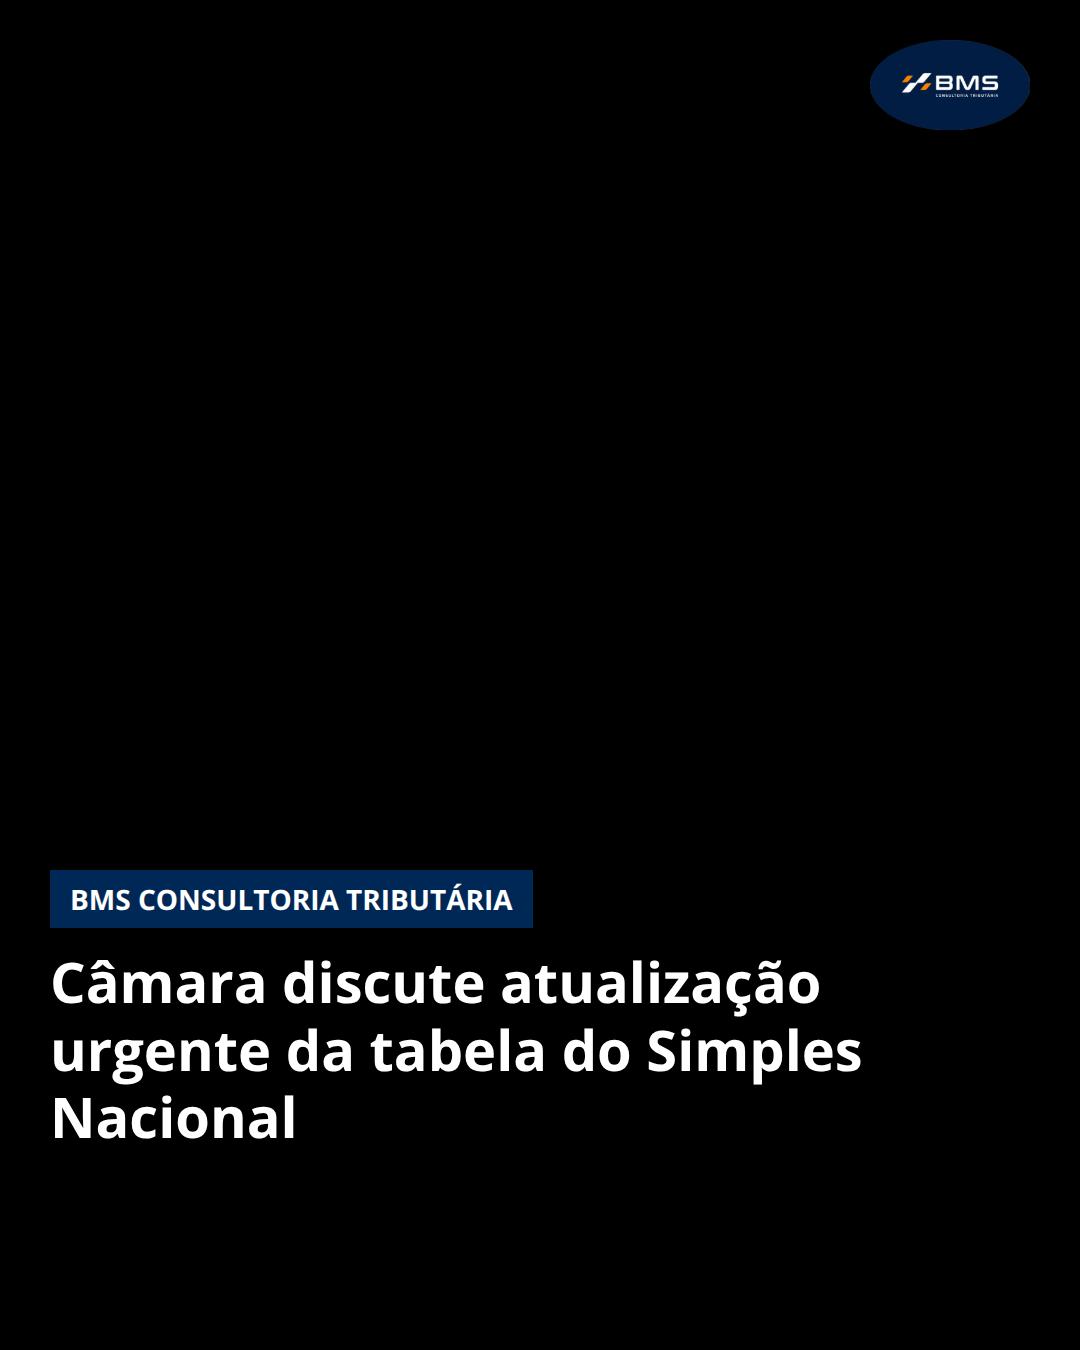 BMS
CONSULTORIA TRIBUTÁRIA
BMS CONSULTORIA TRIBUTÁRIA
Câmara discute atualização
urgente da tabela do Simples
Nacional